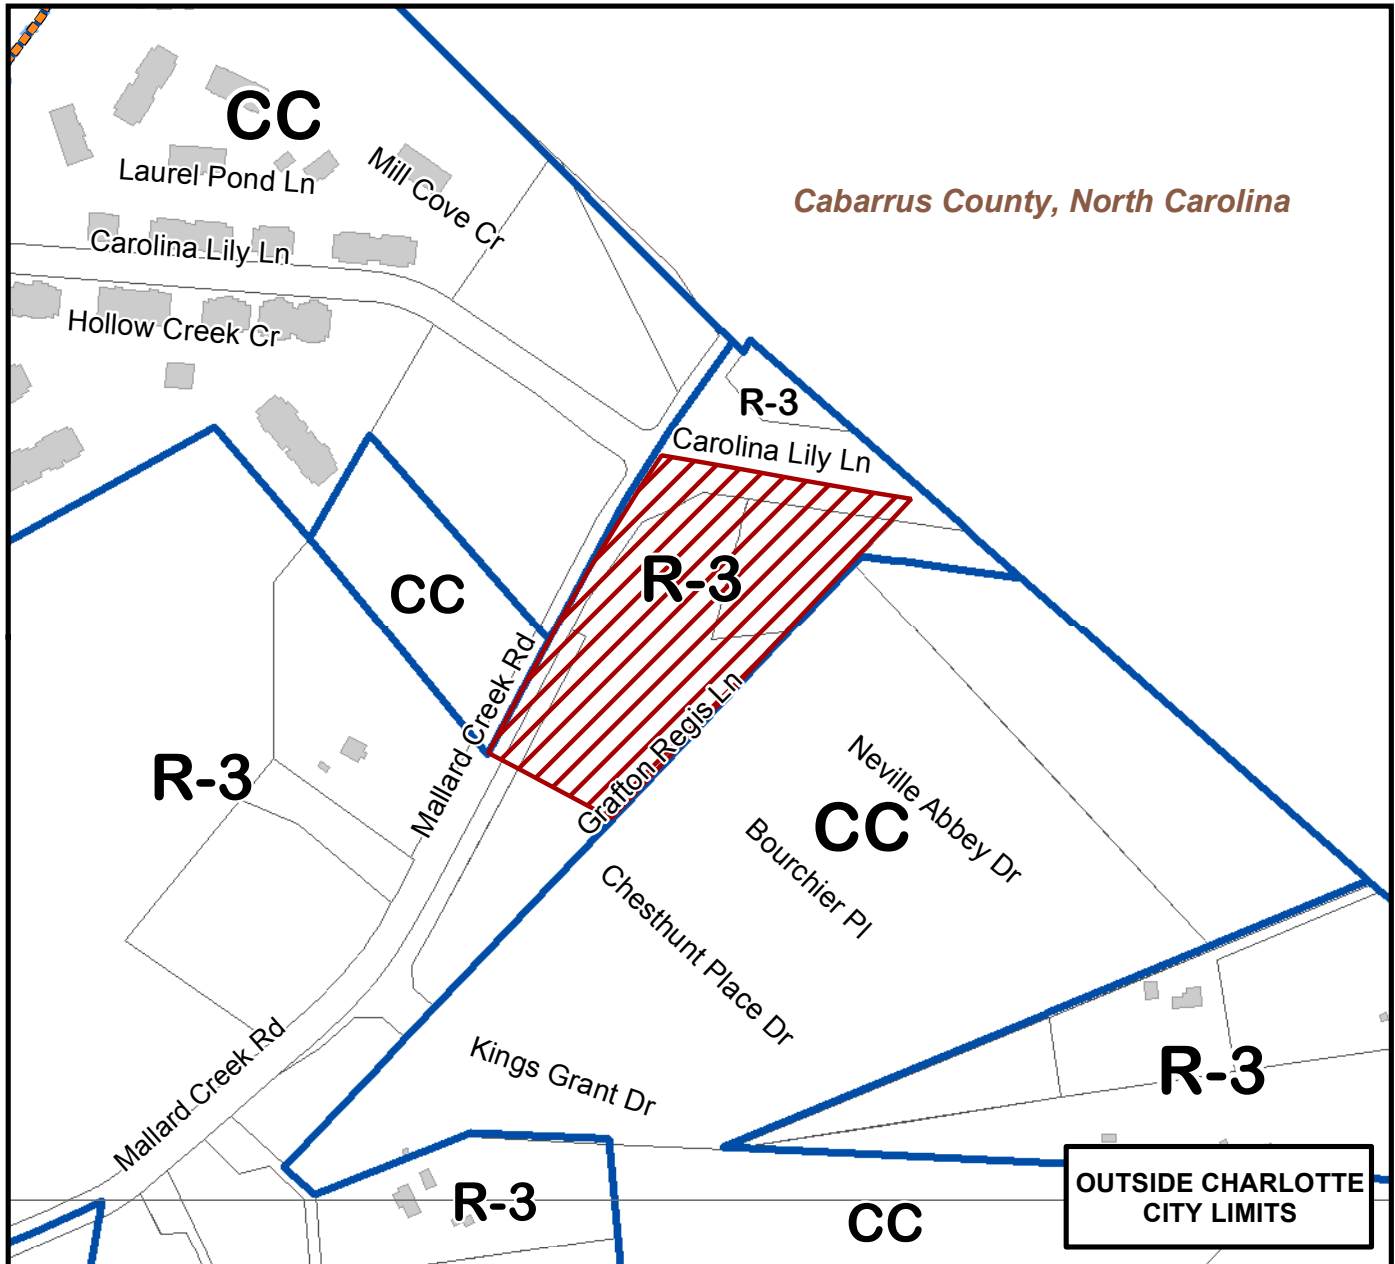 CC
Laurel Pond Ln
Mill Cove Cr
Cabarrus County, North Carolina
Carolina Lily Ln
Hollow Creek Cr
R-3
Carolina Lily Ln
R-3
CC
Mallard Creek Rd
Grafton Regis Ln
R-3
Neville Abbey Dr
CC
Bourchier Pl
Chesthunt Place Dr
Mallard Creek Rd
Kings Grant Dr
R-3
R-3
CC
OUTSIDE CHARLOTTE
CITY LIMITS